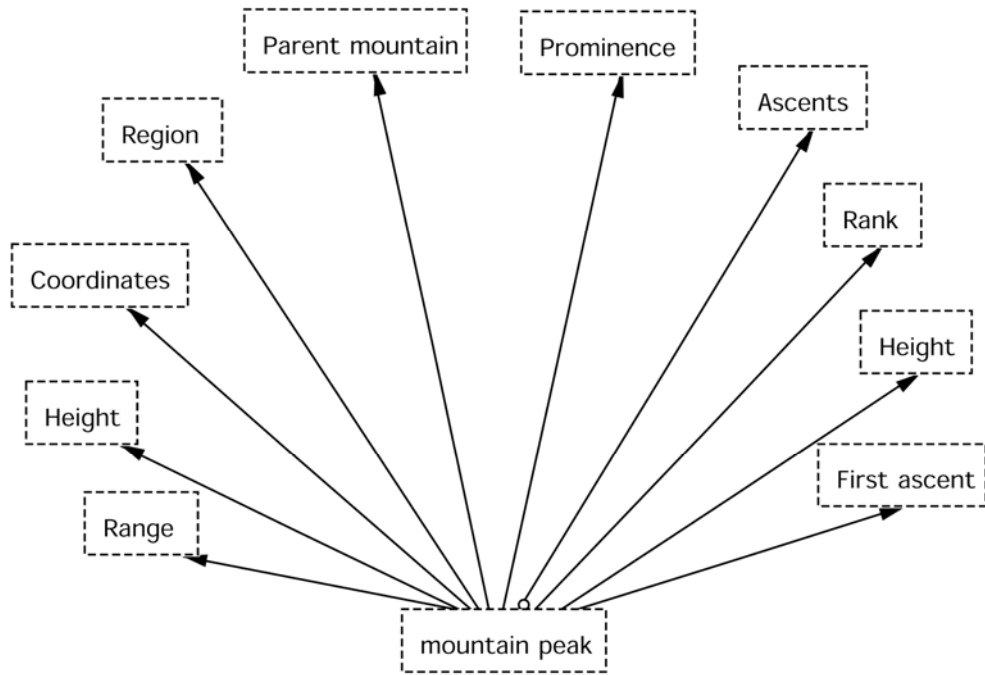 Parent mountain
Prominence
Ascents
Region
Rank
Coordinates
Height
Height
First ascent
Range
mountain peak